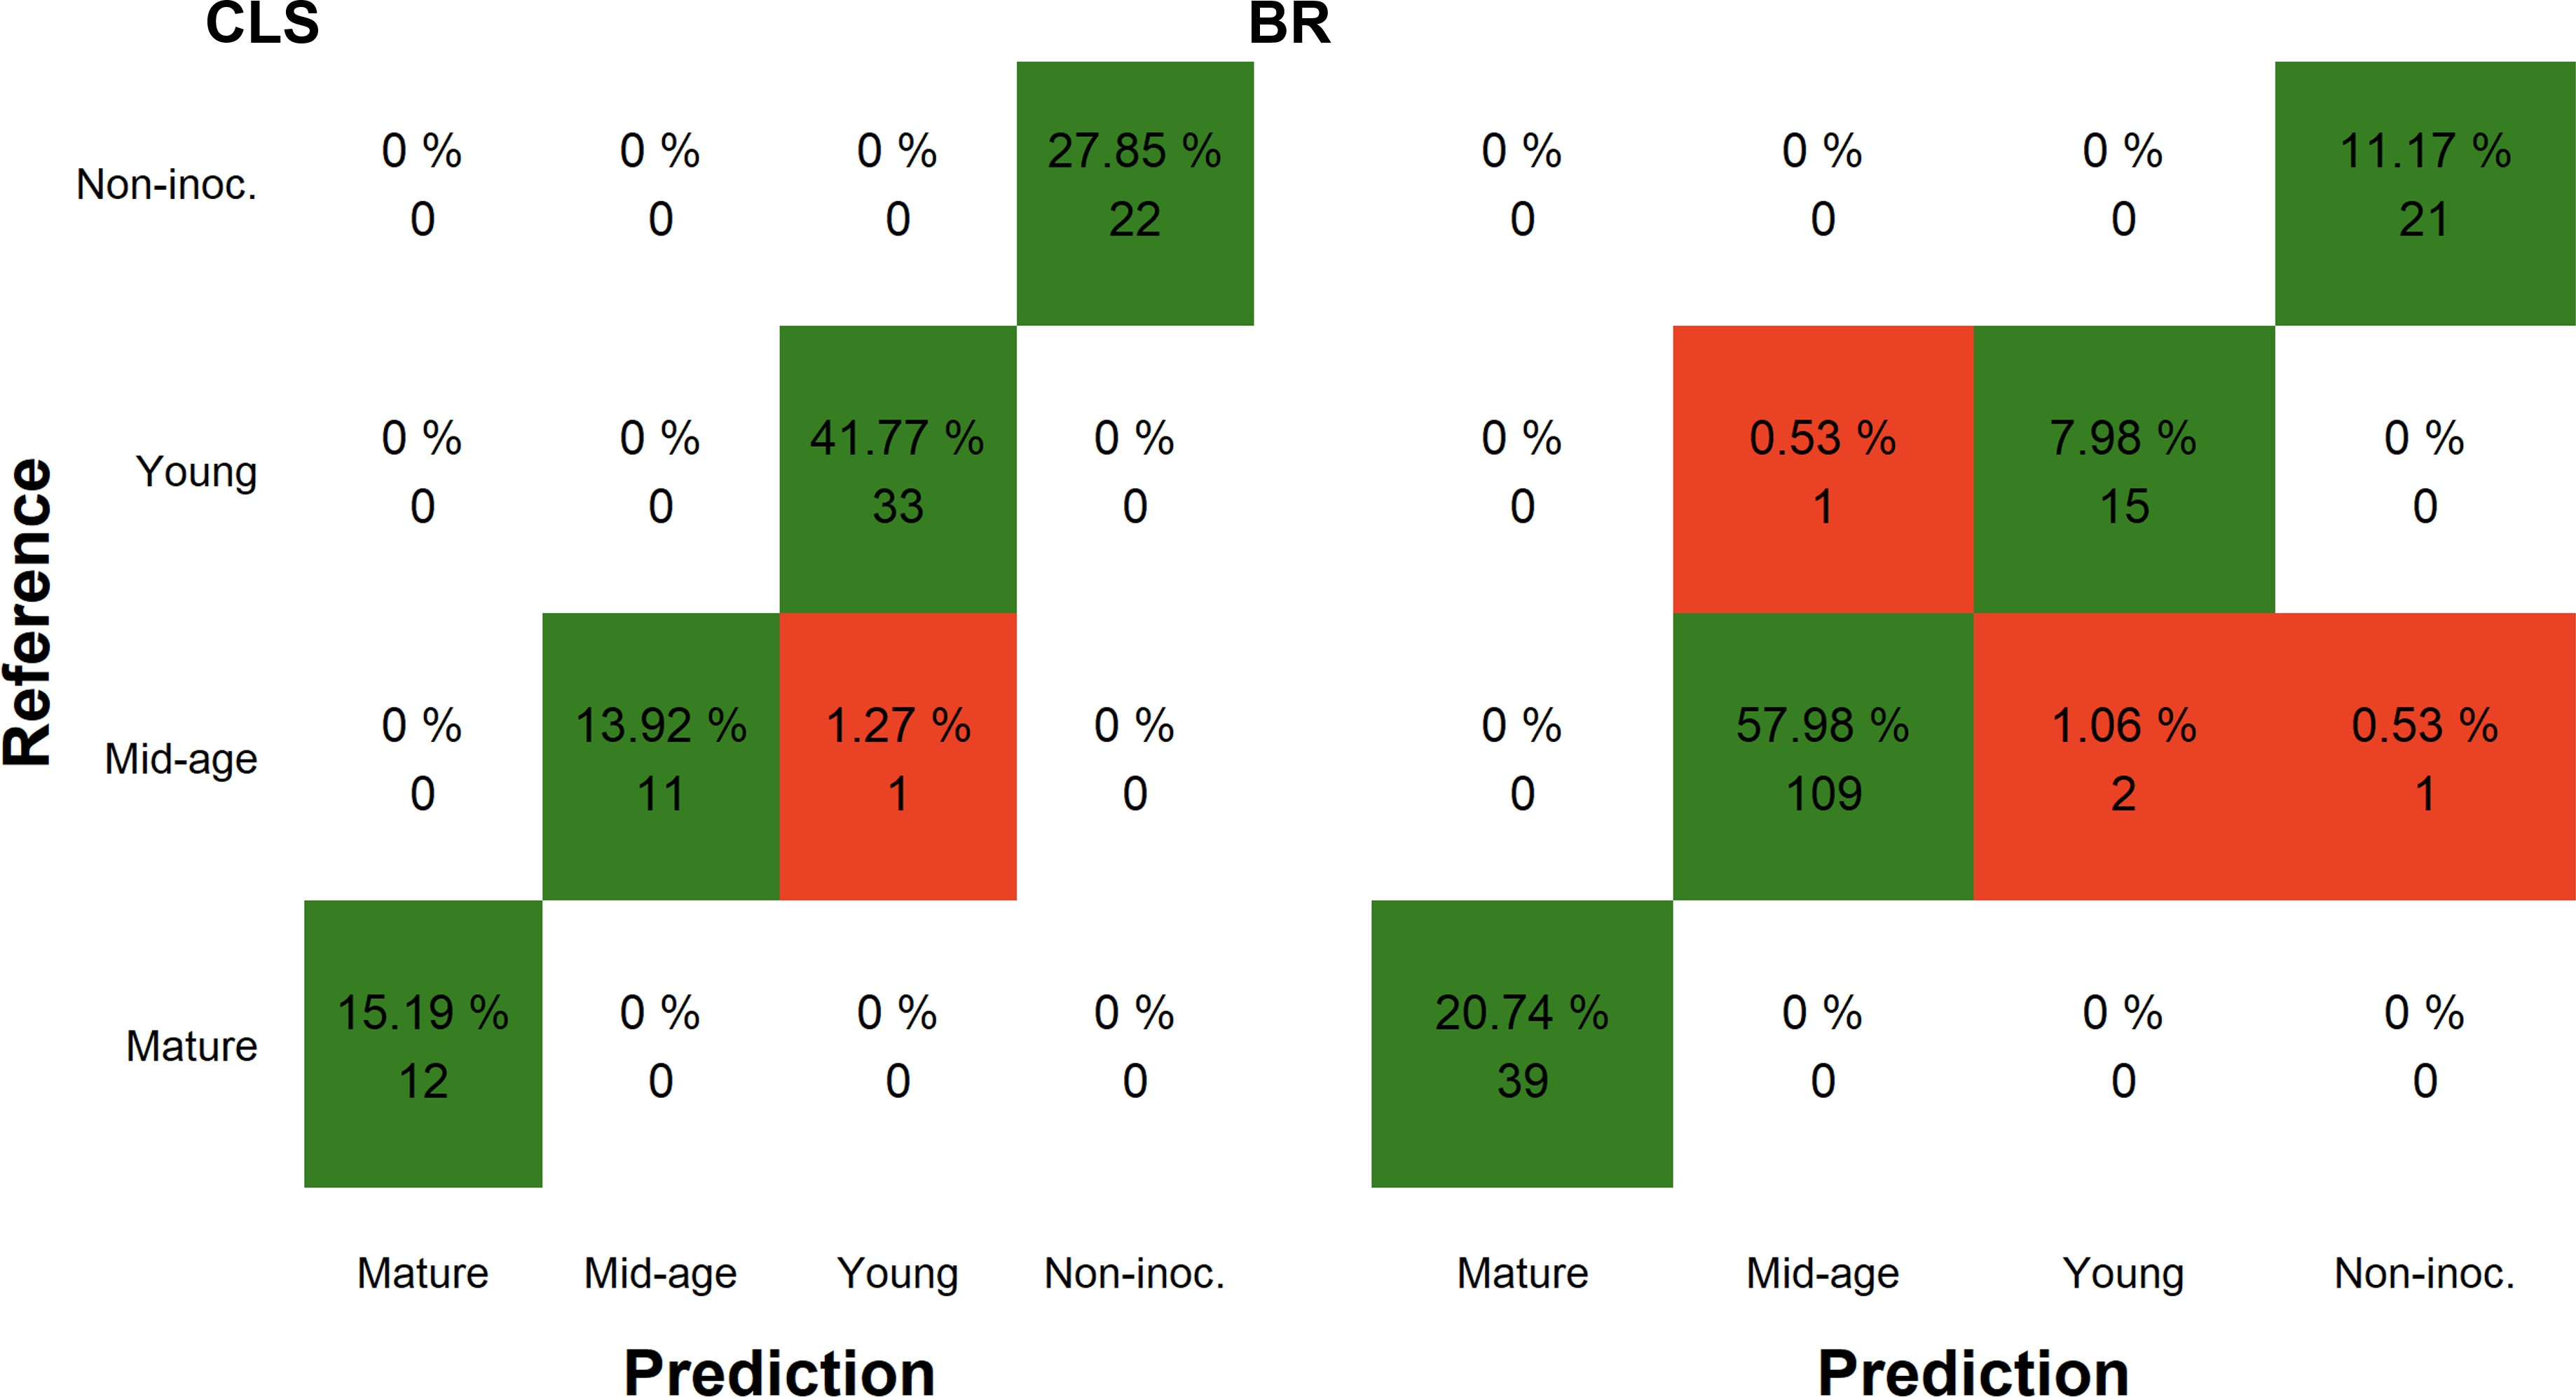 CLS BR
0 % 0 % 0 % 27.85 % 0 % 0 % 0 % 11.17 %
Non-inoc.
0 0 0 22 0 0 0 21
0 % 0 % 41.77 % 0 % 0 % 0.53 % 7.98 % 0 %
Young
0 0 33 0 0 1 15 0
Reference
0 % 13.92 % 1.27 % 0 % 0 % 57.98 % 1.06 % 0.53 %
Mid-age
0 11 1 0 0 109 2 1
15.19 % 0 % 0 % 0 % 20.74 % 0 % 0 % 0 %
Mature
12 0 0 0 39 0 0 0
Mature Mid-age Young Non-inoc. Mature Mid-age Young Non-inoc.
Prediction Prediction